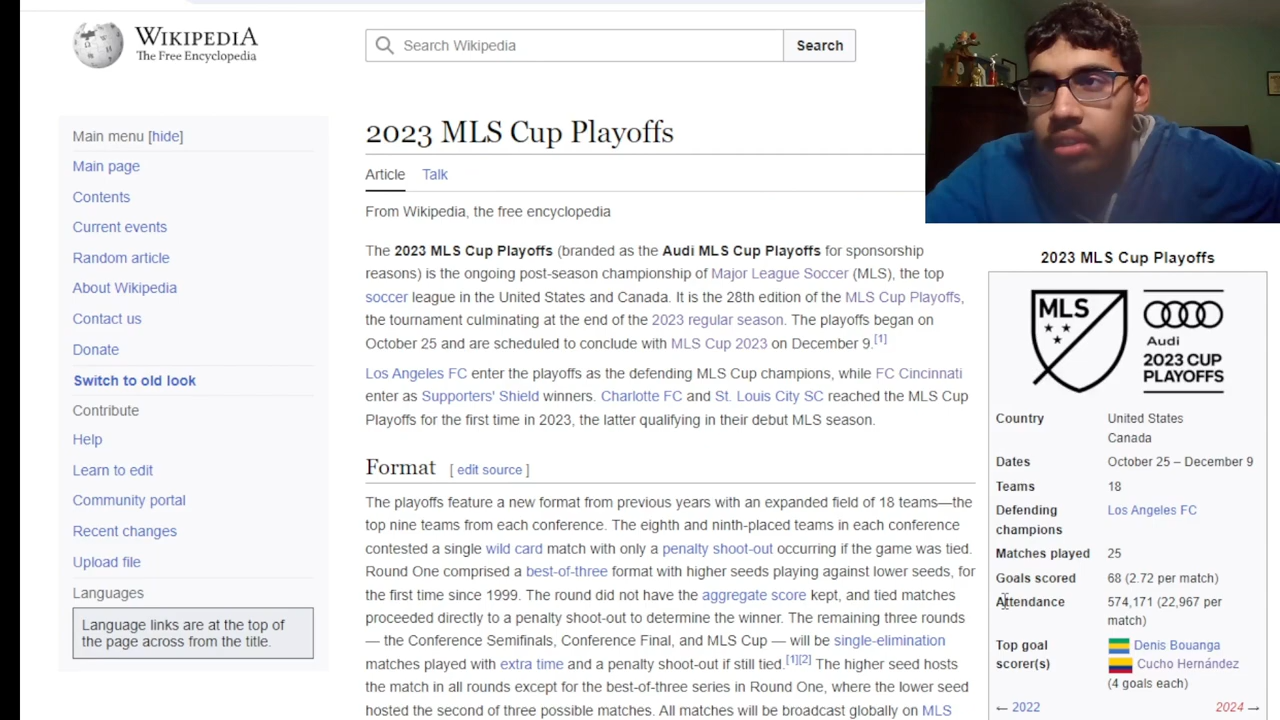 WIKIPEDIA
The Free Encyclopedia
Search Wikipedia
Search
Main menu [hide]
Main page
Contents
Current events
Random article
About Wikipedia
Contact us
Donate
Switch to old look
Contribute
Help
Learn to edit
Community portal
Recent changes
Upload file
Languages
Language links are at the top of
the page across from the title.
2023 MLS Cup Playoffs
Article Talk
From Wikipedia, the free encyclopedia
The 2023 MLS Cup Playoffs (branded as the Audi MLS Cup Playoffs for sponsorship
reasons) is the ongoing post-season championship of Major League Soccer (MLS), the top
soccer league in the United States and Canada. It is the 28th edition of the MLS Cup Playoffs,
the tournament culminating at the end of the 2023 regular season. The playoffs began on
October 25 and are scheduled to conclude with MLS Cup 2023 on December 9.[1]
Los Angeles FC enter the playoffs as the defending MLS Cup champions, while FC Cincinnati
enter as Supporters' Shield winners. Charlotte FC and St. Louis City SC reached the MLS Cup
Playoffs for the first time in 2023, the latter qualifying in their debut MLS season.
Format [ edit source ]
The playoffs feature a new format from previous years with an expanded field of 18 teams—the
top nine teams from each conference. The eighth and ninth-placed teams in each conference
contested a single wild card match with only a penalty shoot-out occurring if the game was tied.
Round One comprised a best-of-three format with higher seeds playing against lower seeds, for
the first time since 1999. The round did not have the aggregate score kept, and tied matches
proceeded directly to a penalty shoot-out to determine the winner. The remaining three rounds
— the Conference Semifinals, Conference Final, and MLS Cup — will be single-elimination
matches played with extra time and a penalty shoot-out if still tied.[1][2] The higher seed hosts
the match in all rounds except for the best-of-three series in Round One, where the lower seed
hosted the second of three possible matches. All matches will be broadcast globally on MLS
2023 MLS Cup Playoffs
MLS
Audi
2023 CUP
PLAYOFFS
Country United States
Canada
Dates October 25 – December 9
Teams 18
Defending Los Angeles FC
champions
Matches played 25
Goals scored 68 (2.72 per match)
Attendance 574,171 (22,967 per
match)
Top goal Denis Bouanga
scorer(s) Cucho Hernández
(4 goals each)
← 2022 2024 →